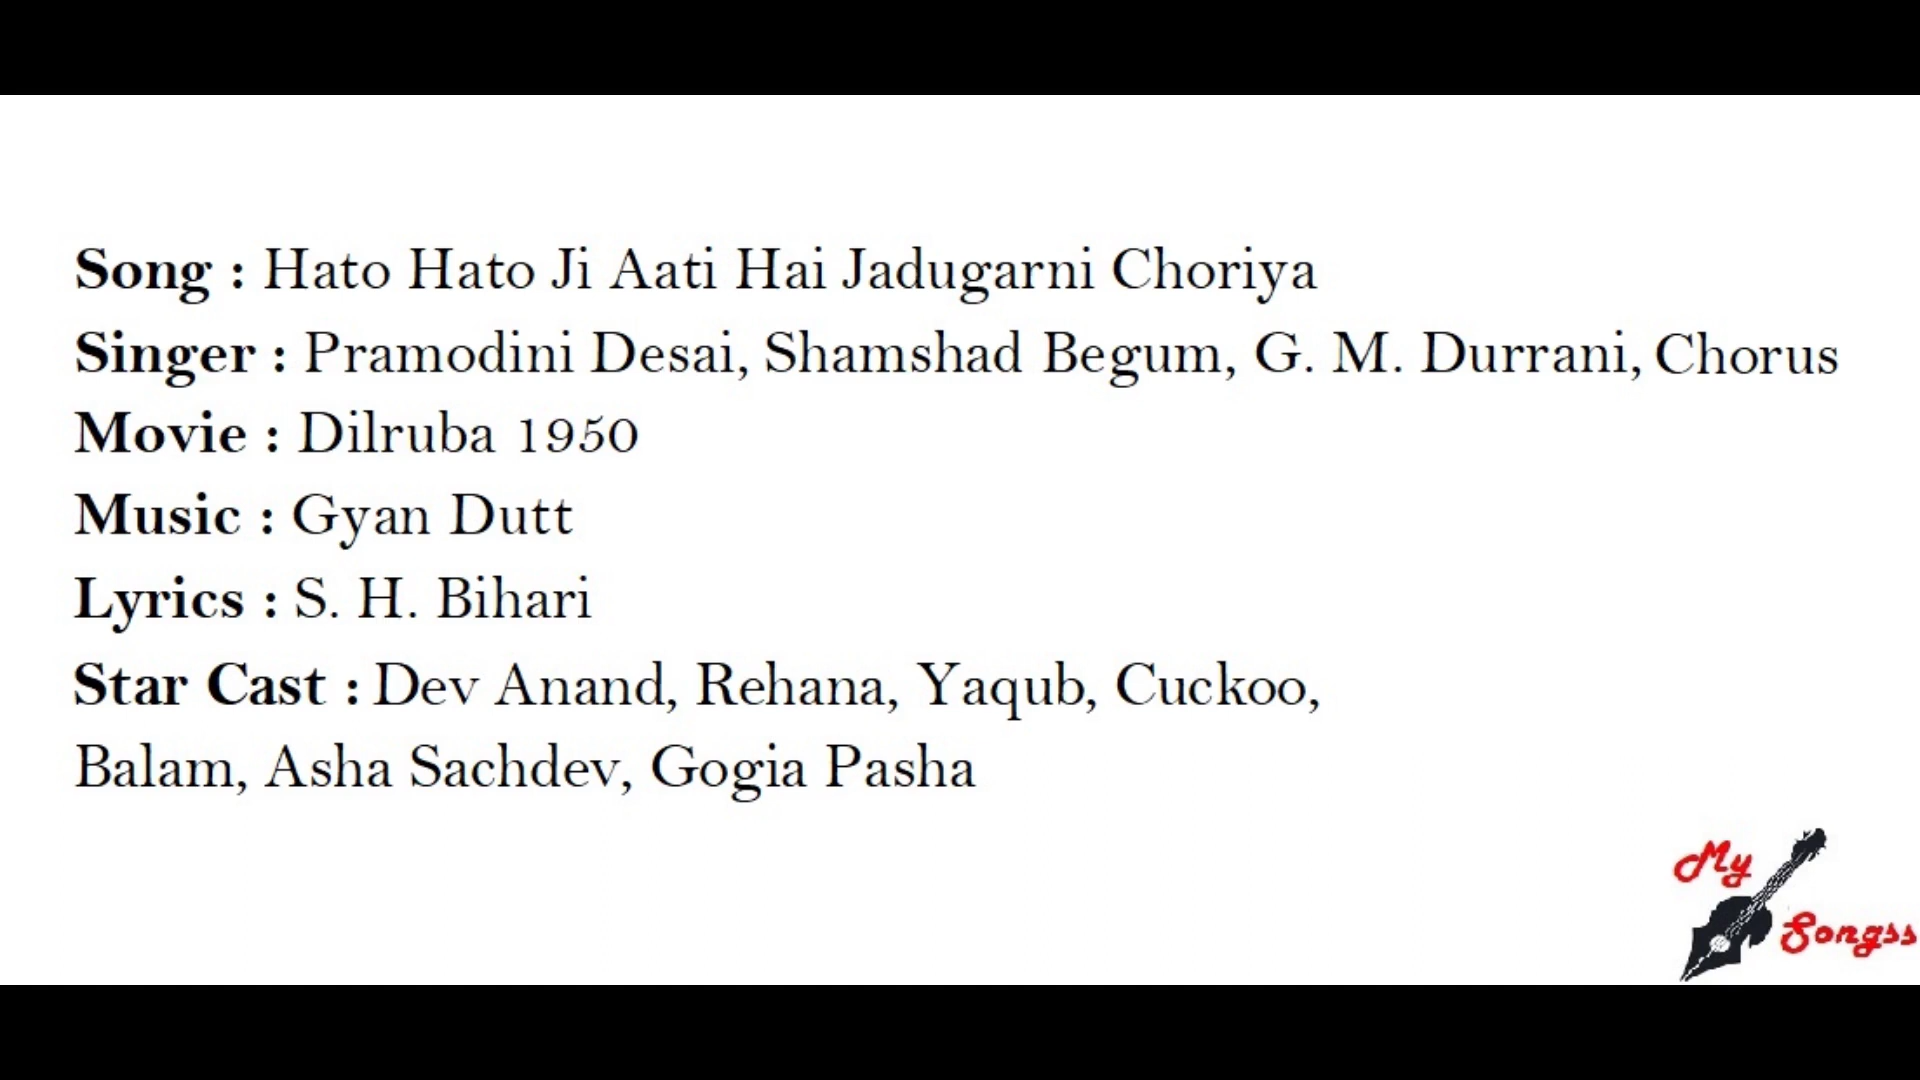 Song : Hato Hato Ji Aati Hai Jadugarni Choriya
Singer : Pramodini Desai, Shamshad Begum, G. M. Durrani, Chorus
Movie : Dilruba 1950
Music : Gyan Dutt
Lyrics : S. H. Bihari
Star Cast : Dev Anand, Rehana, Yaqub, Cuckoo,
Balam, Asha Sachdev, Gogia Pasha
My
Songss